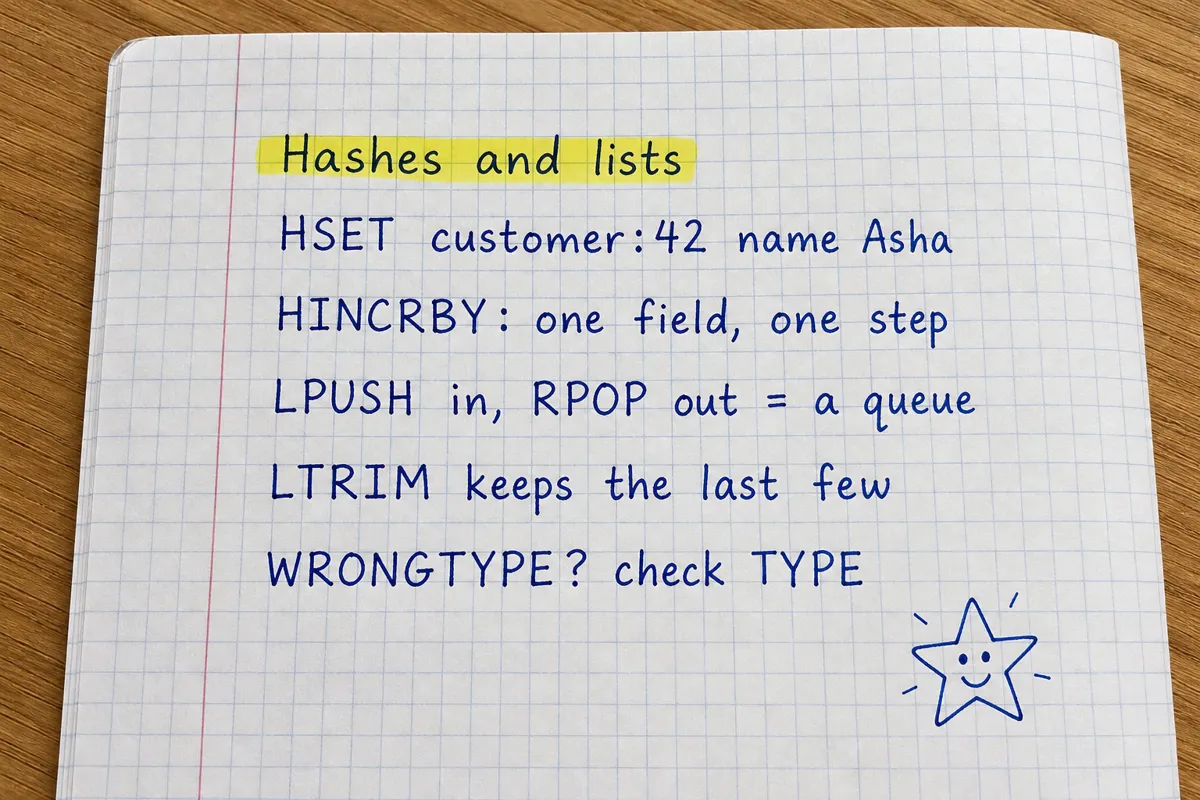 Hashes and lists
HSET customer:42 name Asha
HINCRBY: one field, one step
LPUSH in, RPOP out = a queue
LTRIM keeps the last few
WRONGTYPE? check TYPE